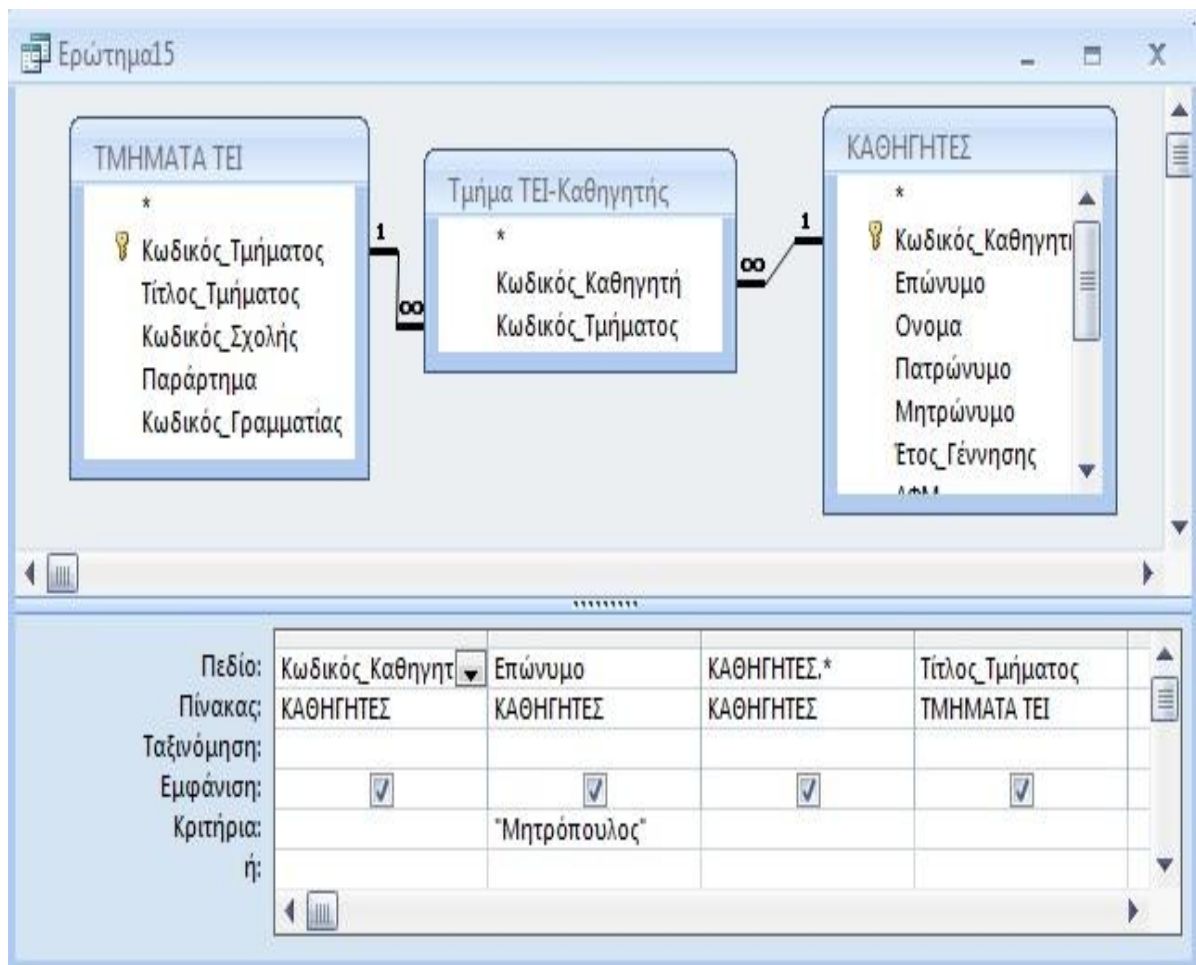 Ερώτημα15
ΤΜΗΜΑΤΑ ΤΕΙ
*
Κωδικός_Τμήματος
Τίτλος_Τμήματος
Κωδικός_Σχολής
Παράρτημα
Κωδικός_Γραμματίας
1
∞
Τμήμα ΤΕΙ-Καθηγητής
*
Κωδικός_Καθηγητή
Κωδικός_Τμήματος
∞
1
ΚΑΘΗΓΗΤΕΣ
*
Κωδικός_Καθηγητι
Επώνυμο
Ονομα
Πατρώνυμο
Μητρώνυμο
Έτος_Γέννησης
Πεδίο: Κωδικός_Καθηγητ Επώνυμο ΚΑΘΗΓΗΤΕΣ.* Τίτλος_Τμήματος
Πίνακας: ΚΑΘΗΓΗΤΕΣ ΚΑΘΗΓΗΤΕΣ ΚΑΘΗΓΗΤΕΣ ΤΜΗΜΑΤΑ ΤΕΙ
Ταξινόμηση:
Εμφάνιση:
Κριτήρια: "Μητρόπουλος"
ή: